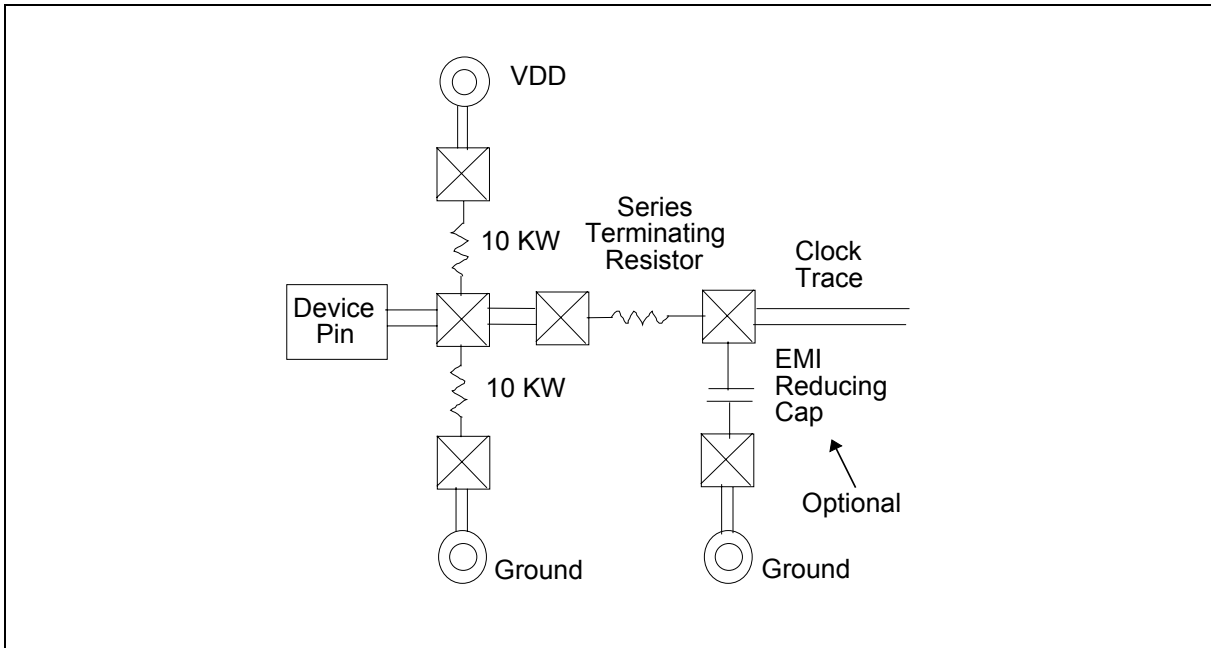 VDD
10 KW
Series
Terminating
Resistor
Clock
Trace
Device
Pin
10 KW
EMI
Reducing
Cap
Optional
Ground
Ground